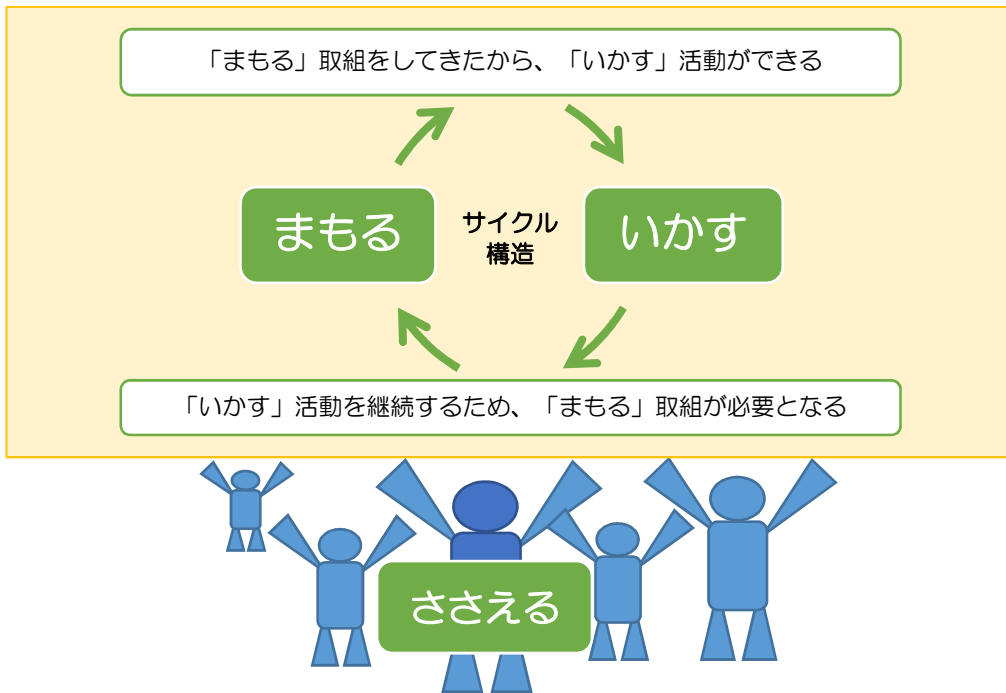 「まもる」取組をしてきたから、「いかす」活動ができる
まもる
サイクル
構造
いかす
「いかす」活動を継続するため、「まもる」取組が必要となる
ささえる